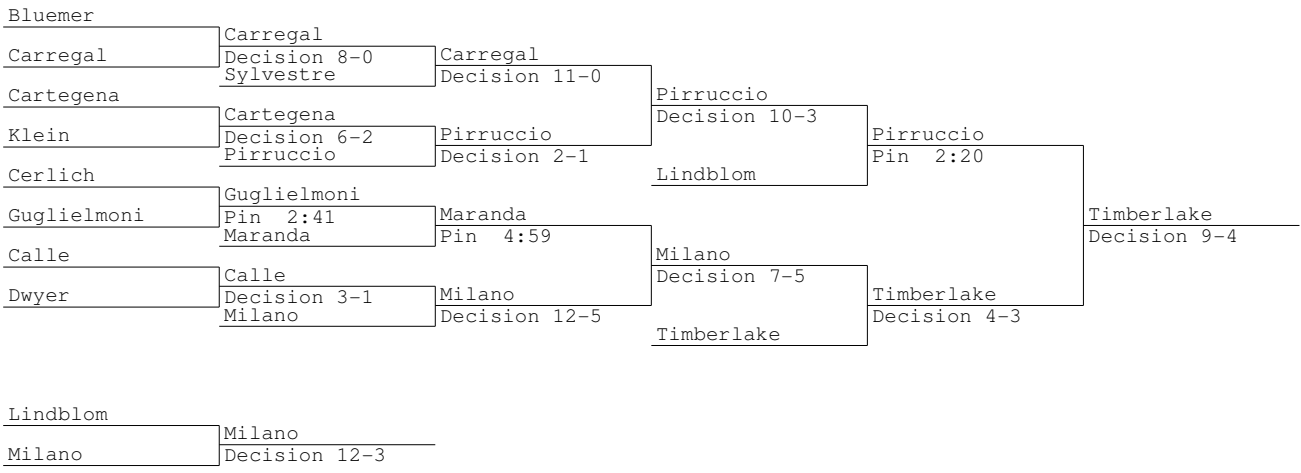 Bluemer
Carregal
Carregal
Decision 8-0
Sylvestre
Carregal
Decision 11-0
Cartegena
Klein
Cartegena
Decision 6-2
Pirruccio
Pirruccio
Decision 2-1
Pirruccio
Decision 10-3
Lindblom
Pirruccio
Pin 2:20
Cerlich
Guglielmoni
Guglielmoni
Pin 2:41
Maranda
Maranda
Pin 4:59
Calle
Dwyer
Calle
Decision 3-1
Milano
Milano
Decision 12-5
Milano
Decision 7-5
Timberlake
Timberlake
Decision 4-3
Timberlake
Decision 9-4
Lindblom
Milano
Milano
Decision 12-3